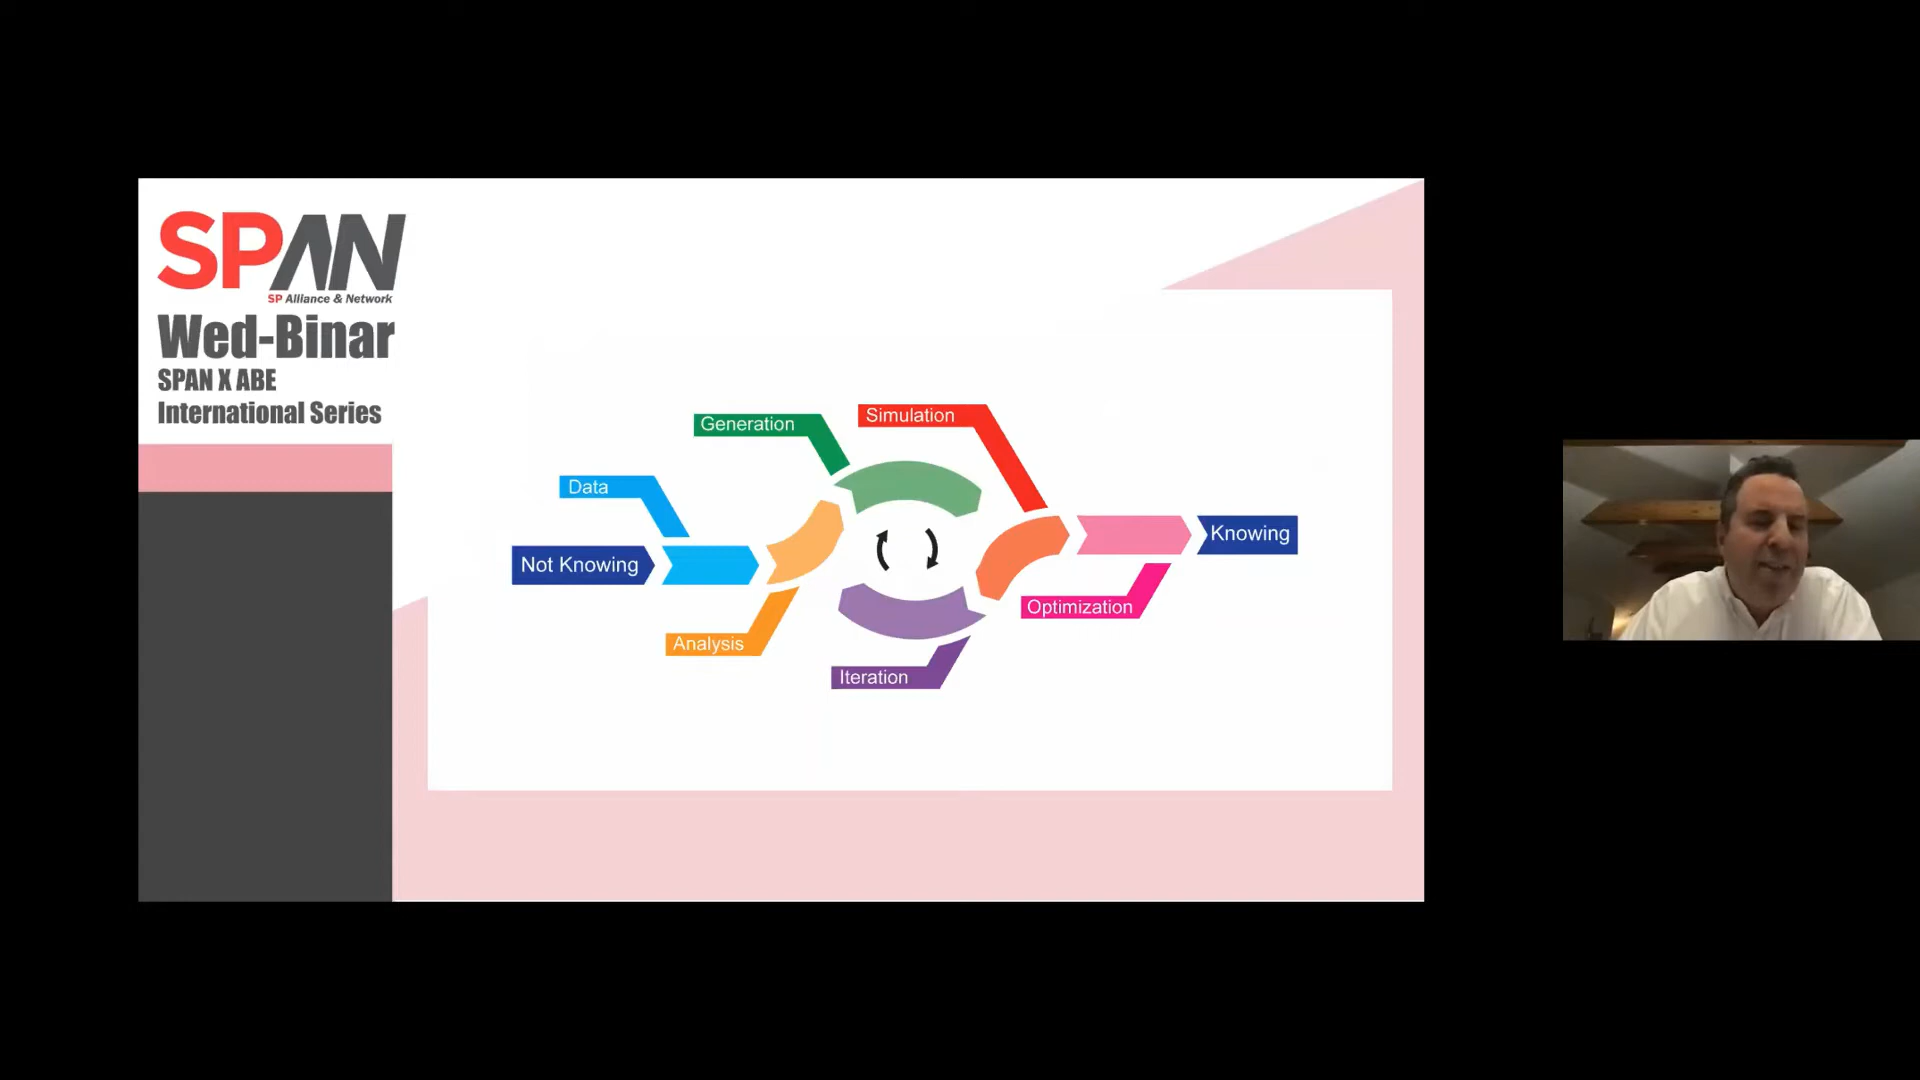 SPAN
SP Alliance & Network
Wed-Binar
SPAN X ABE
International Series
Generation
Simulation
Data
Not Knowing
Knowing
Analysis
Optimization
Iteration